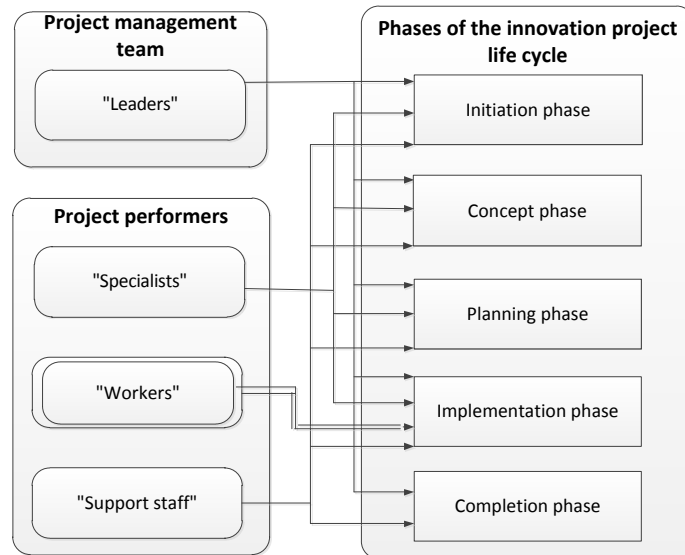 Project management
team
"Leaders"
Project performers
"Specialists"
"Workers"
"Support staff"
Phases of the innovation project
life cycle
Initiation phase
Concept phase
Planning phase
Implementation phase
Completion phase